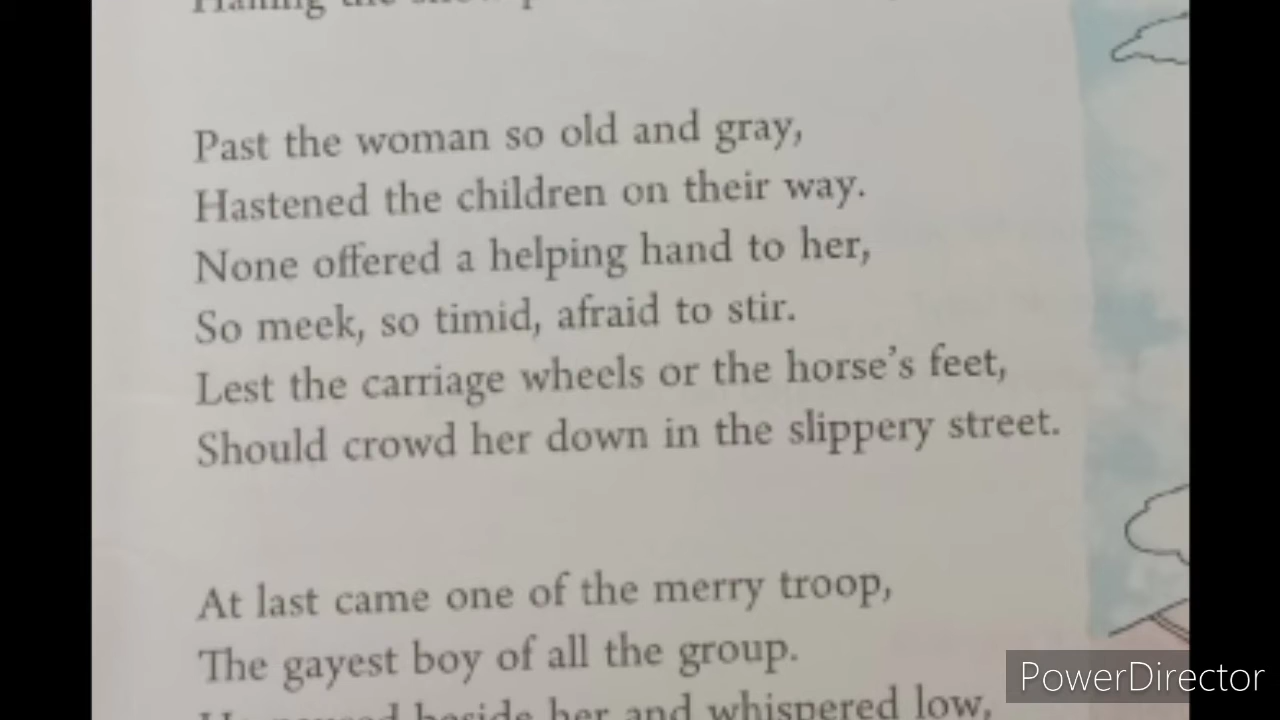 Past the woman so old and gray,
Hastened the children on their way.
None offered a helping hand to her,
So meek, so timid, afraid to stir.
Lest the carriage wheels or the horse's feet,
Should crowd her down in the slippery street.
At last came one of the merry troop,
The gayest boy of all the group.
beside her and whispered low,
PowerDirector